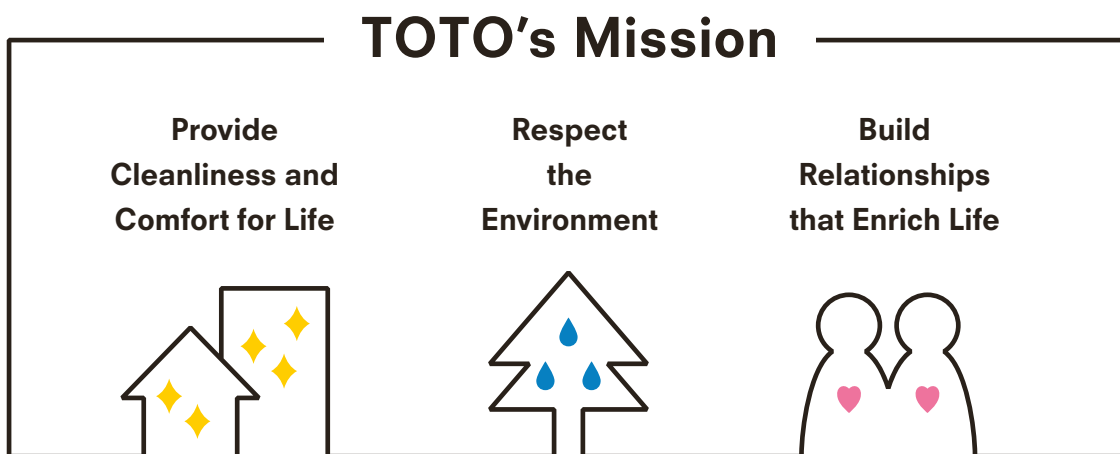 TOTO’s Mission
Provide
Cleanliness and
Comfort for Life
Respect
the
Environment
Build
Relationships
that Enrich Life